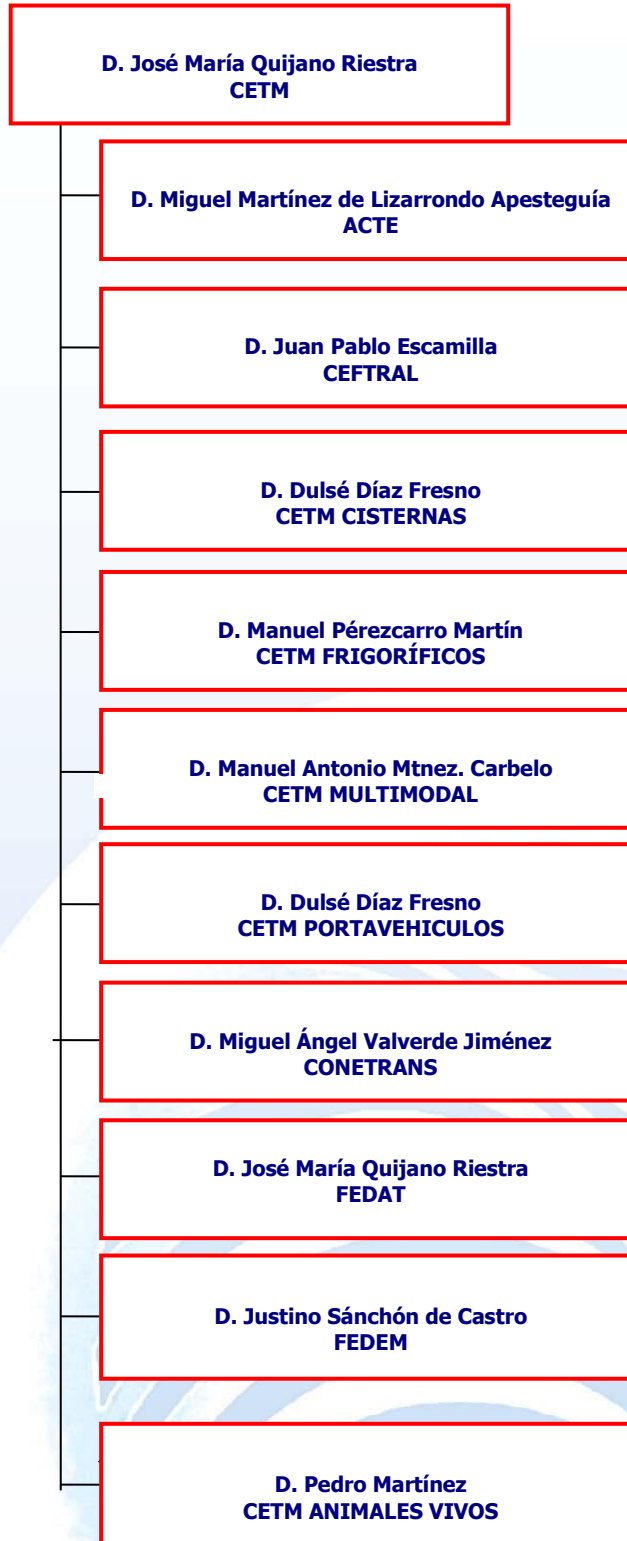 D. José María Quijano Riestra
CETM
D. Miguel Martínez de Lizarrondo Apesteguía
ACTE
D. Juan Pablo Escamilla
CEFTRAL
D. Dulsé Díaz Fresno
CETM CISTERNAS
D. Manuel Pérezcarro Martín
CETM FRIGORÍFICOS
D. Manuel Antonio Mtnez. Carbelo
CETM MULTIMODAL
D. Dulsé Díaz Fresno
CETM PORTAVEHICULOS
D. Miguel Ángel Valverde Jiménez
CONETRANS
D. José María Quijano Riestra
FEDAT
D. Justino Sánchón de Castro
FEDEM
D. Pedro Martínez
CETM ANIMALES VIVOS